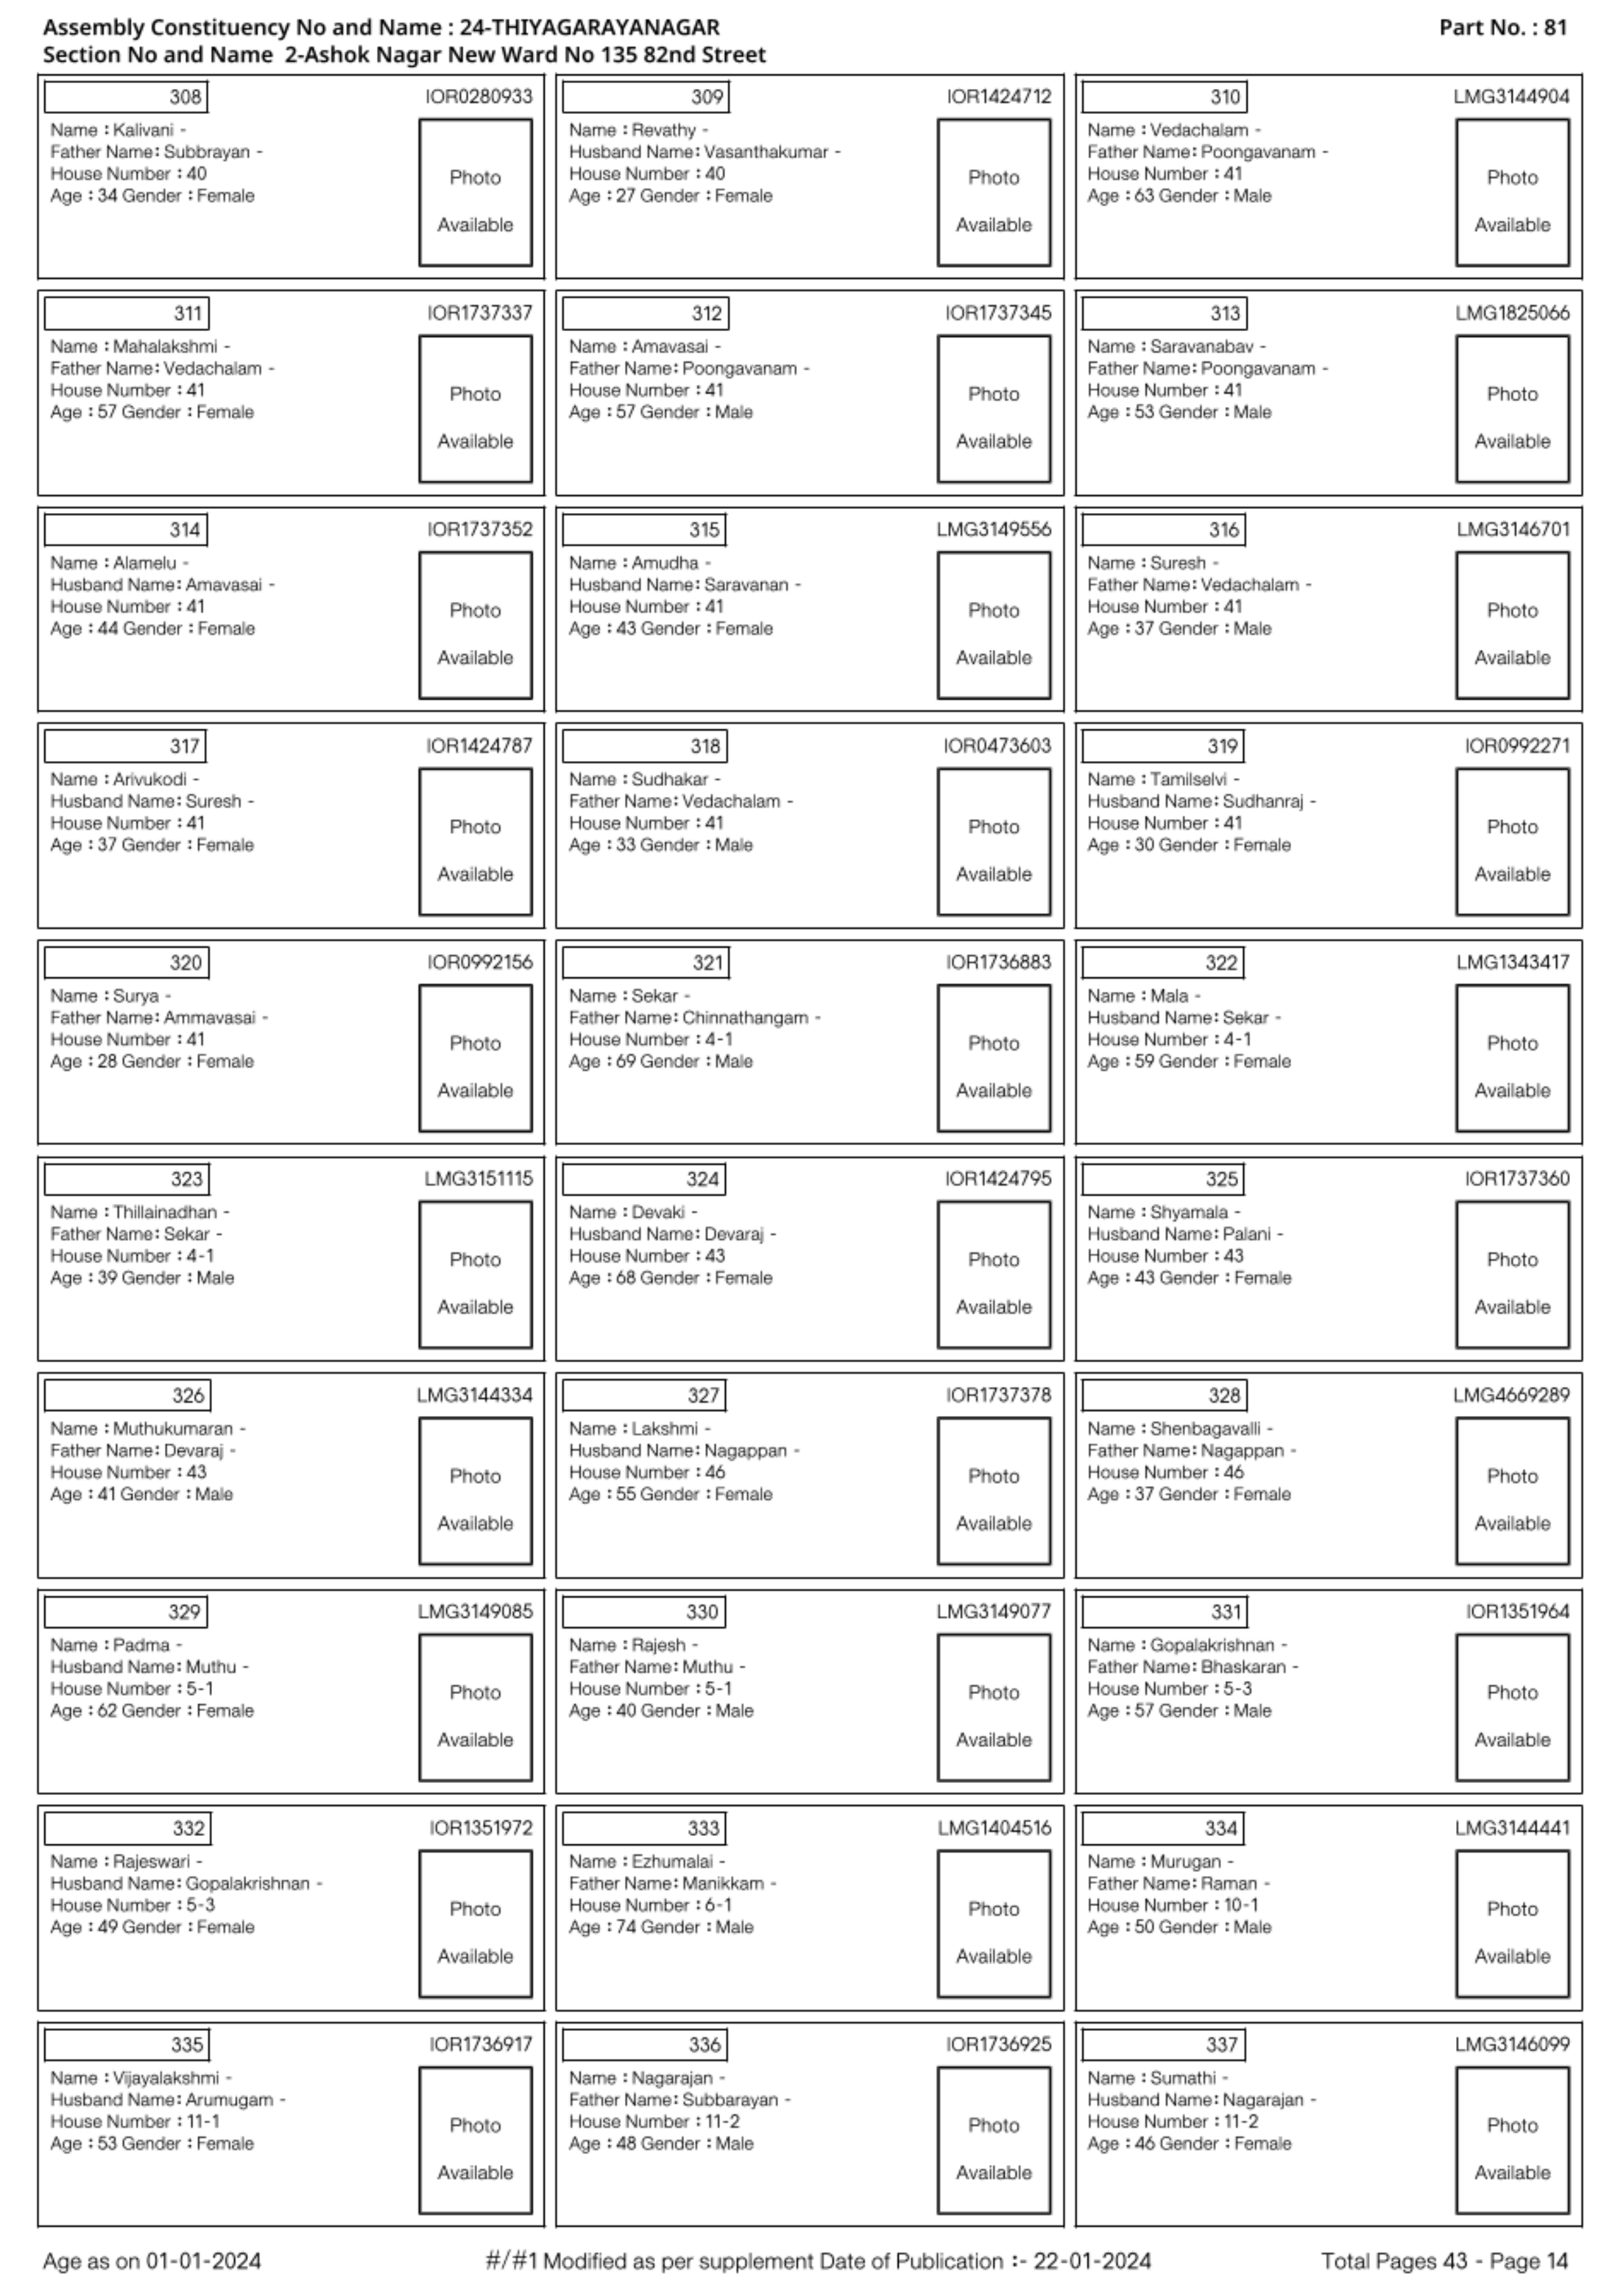 Assembly Constituency No and Name : 24-THIYAGARAYANAGAR
Part No. : 81
Section No and Name 2-Ashok Nagar New Ward No 135 82nd Street
308
IOR0280933
Name : Kalivani -
Father Name: Subbrayan -
House Number : 40
Age : 34 Gender : Female
Photo
Available
309
IOR1424712
Name : Revathy -
Husband Name: Vasanthakumar -
House Number : 40
Age : 27 Gender : Female
Photo
Available
310
LMG3144904
Name : Vedachalam -
Father Name: Poongavanam -
House Number : 41
Age : 63 Gender : Male
Photo
Available
311
IOR1737337
Name : Mahalakshmi -
Father Name: Vedachalam -
House Number : 41
Age : 57 Gender : Female
Photo
Available
312
IOR1737345
Name : Amavasai -
Father Name: Poongavanam -
House Number : 41
Age : 57 Gender : Male
Photo
Available
313
LMG1825066
Name : Saravanabav -
Father Name: Poongavanam -
House Number : 41
Age : 53 Gender : Male
Photo
Available
314
IOR1737352
Name : Alamelu -
Husband Name: Amavasai -
House Number : 41
Age : 44 Gender : Female
Photo
Available
315
LMG3149556
Name : Amudha -
Husband Name: Saravanan -
House Number : 41
Age : 43 Gender : Female
Photo
Available
316
LMG3146701
Name : Suresh -
Father Name: Vedachalam -
House Number : 41
Age : 37 Gender : Male
Photo
Available
317
IOR1424787
Name : Arivukodi -
Husband Name: Suresh -
House Number : 41
Age : 37 Gender : Female
Photo
Available
318
IOR0473603
Name : Sudhakar -
Father Name: Vedachalam -
House Number : 41
Age : 33 Gender : Male
Photo
Available
319
IOR0992271
Name : Tamilselvi -
Husband Name: Sudhanraj -
House Number : 41
Age : 30 Gender : Female
Photo
Available
320
IOR0992156
Name : Surya -
Father Name: Ammavasai -
House Number : 41
Age : 28 Gender : Female
Photo
Available
321
IOR1736883
Name : Sekar -
Father Name: Chinnathangam -
House Number : 4-1
Age : 69 Gender : Male
Photo
Available
322
LMG1343417
Name : Mala -
Husband Name: Sekar -
House Number : 4-1
Age : 59 Gender : Female
Photo
Available
323
LMG3151115
Name : Thillainadhan -
Father Name: Sekar -
House Number : 4-1
Age : 39 Gender : Male
Photo
Available
324
IOR1424795
Name : Devaki -
Husband Name: Devaraj -
House Number : 43
Age : 68 Gender : Female
Photo
Available
325
IOR1737360
Name : Shyamala -
Husband Name: Palani -
House Number : 43
Age : 43 Gender : Female
Photo
Available
326
LMG3144334
Name : Muthukumaran -
Father Name: Devaraj -
House Number : 43
Age : 41 Gender : Male
Photo
Available
327
IOR1737378
Name : Lakshmi -
Husband Name: Nagappan -
House Number : 46
Age : 55 Gender : Female
Photo
Available
328
LMG4669289
Name : Shenbagavalli -
Father Name: Nagappan -
House Number : 46
Age : 37 Gender : Female
Photo
Available
329
LMG3149085
Name : Padma -
Husband Name: Muthu -
House Number : 5-1
Age : 62 Gender : Female
Photo
Available
330
LMG3149077
Name : Rajesh -
Father Name: Muthu -
House Number : 5-1
Age : 40 Gender : Male
Photo
Available
331
IOR1351964
Name : Gopalakrishnan -
Father Name: Bhaskaran -
House Number : 5-3
Age : 57 Gender : Male
Photo
Available
332
IOR1351972
Name : Rajeswari -
Husband Name: Gopalakrishnan -
House Number : 5-3
Age : 49 Gender : Female
Photo
Available
333
LMG1404516
Name : Ezhumalai -
Father Name: Manikkam -
House Number : 6-1
Age : 74 Gender : Male
Photo
Available
334
LMG3144441
Name : Murugan -
Father Name: Raman -
House Number : 10-1
Age : 50 Gender : Male
Photo
Available
335
IOR1736917
Name : Vijayalakshmi -
Husband Name: Arumugam -
House Number : 11-1
Age : 53 Gender : Female
Photo
Available
336
IOR1736925
Name : Nagarajan -
Father Name: Subbarayan -
House Number : 11-2
Age : 48 Gender : Male
Photo
Available
337
LMG3146099
Name : Sumathi -
Husband Name: Nagarajan -
House Number : 11-2
Age : 46 Gender : Female
Photo
Available
Age as on 01-01-2024
#/#1 Modified as per supplement Date of Publication :- 22-01-2024
Total Pages 43 - Page 14